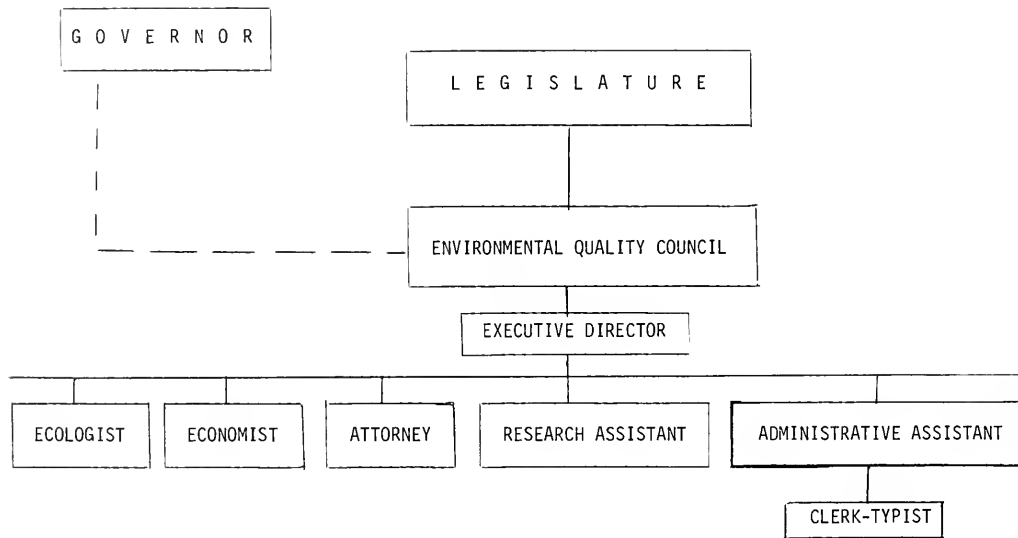 GOVERNOR
LEGISLATURE
ENVIRONMENTAL QUALITY COUNCIL
EXECUTIVE DIRECTOR
ECOLOGIST
ECONOMIST
ATTORNEY
RESEARCH ASSISTANT
ADMINISTRATIVE ASSISTANT
CLERK-TYPIST